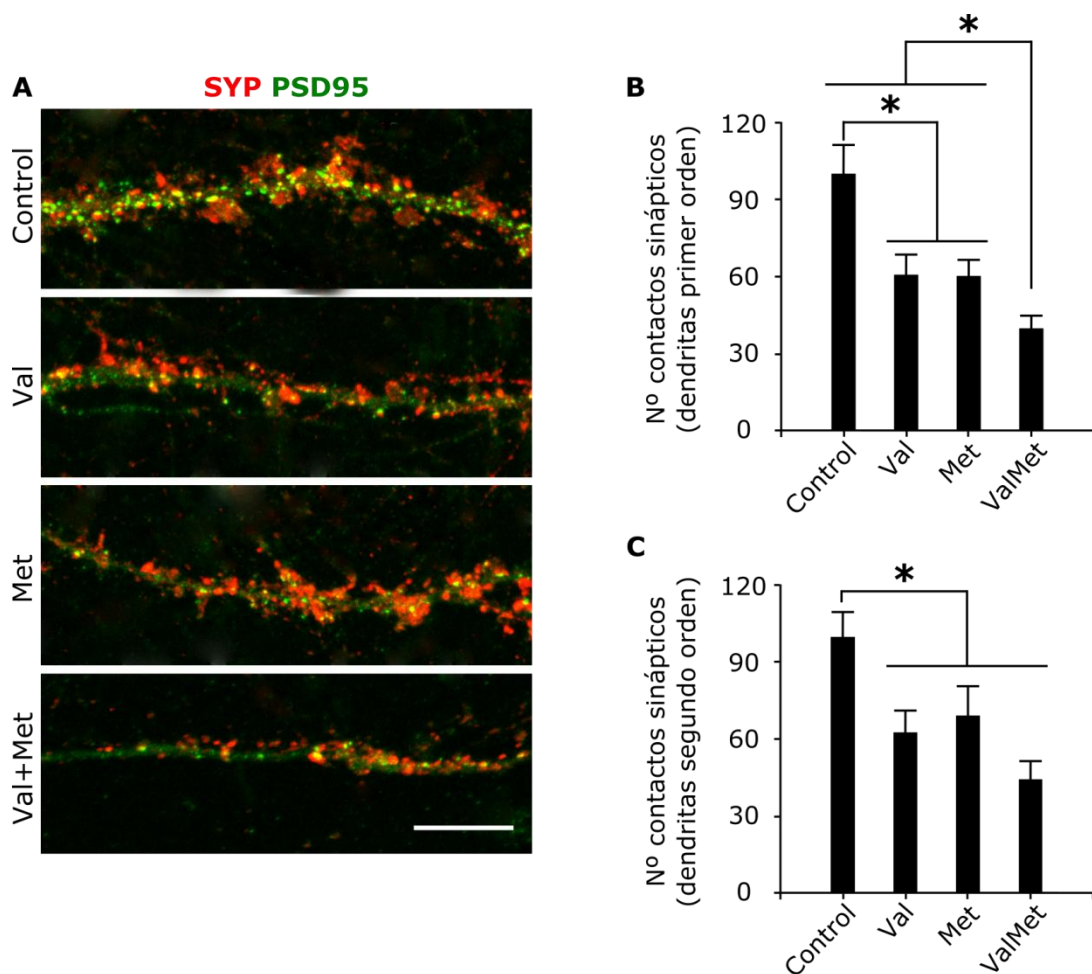 A
SYP PSD95
Control
Val
Met
Val+Met
B
*
*
Nº contactos sinápticos
(dendritas primer orden)
120
90
60
30
0
Control
Val
Met
ValMet
C
*
Nº contactos sinápticos
(dendritas segundo orden)
120
90
60
30
0
Control
Val
Met
ValMet